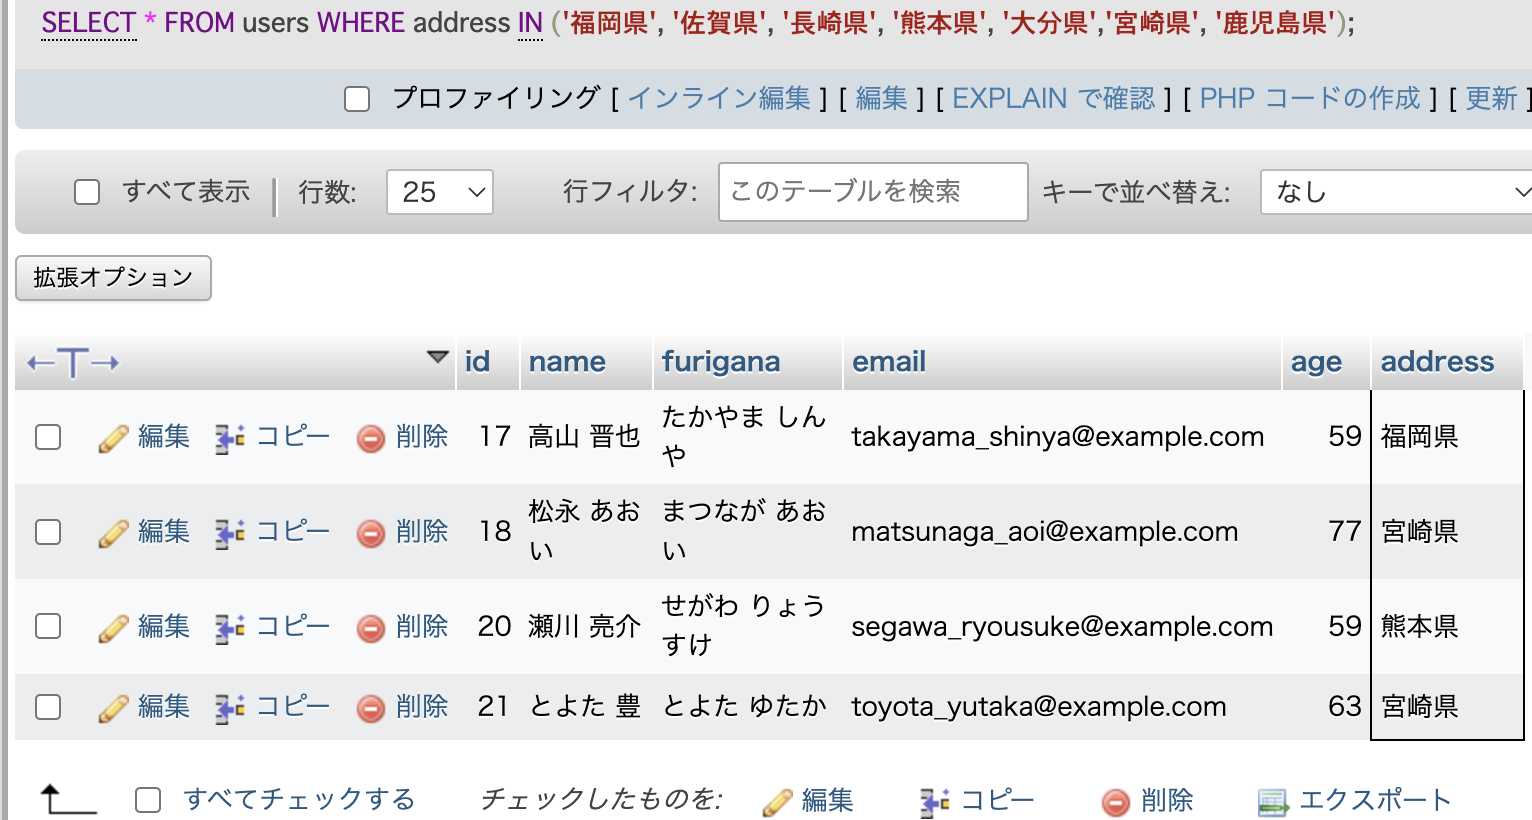 SELECT * FROM users WHERE address IN ('福岡県', '佐賀県', '長崎県', '熊本県', '大分県','宮崎県', '鹿児島県');
プロファイリング [ インライン編集 ] [ 編集 ] [ EXPLAIN で確認 ] [ PHP コードの作成 ] [ 更新 ]
すべて表示 行数: 25 行フィルタ: このテーブルを検索 キーで並べ替え: なし
拡張オプション
←T→ id name furigana email age address
編集 コピー 削除 17 高山 晋也 たかやま しんや takayama_shinya@example.com 59 福岡県
編集 コピー 削除 18 松永 あおい まつなが あおい matsunaga_aoi@example.com 77 宮崎県
編集 コピー 削除 20 瀬川 亮介 せがわ りょうすけ segawa_ryousuke@example.com 59 熊本県
編集 コピー 削除 21 とよた 豊 とよた ゆたか toyota_yutaka@example.com 63 宮崎県
すべてチェックする チェックしたものを: 編集 コピー 削除 エクスポート